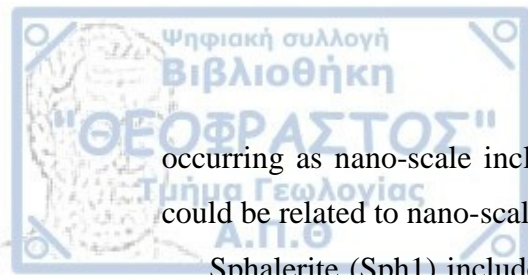 Ψηφιακή συλλογή
Βιβλιοθήκη
"ΘΕΟΦΡΑΣΤΟΣ"
occurring as nano-scale incl
Τμήμα Γεωλογίας
could be related to nano-scal
Α.Π.Θ
Sphalerite (Sph1) includ